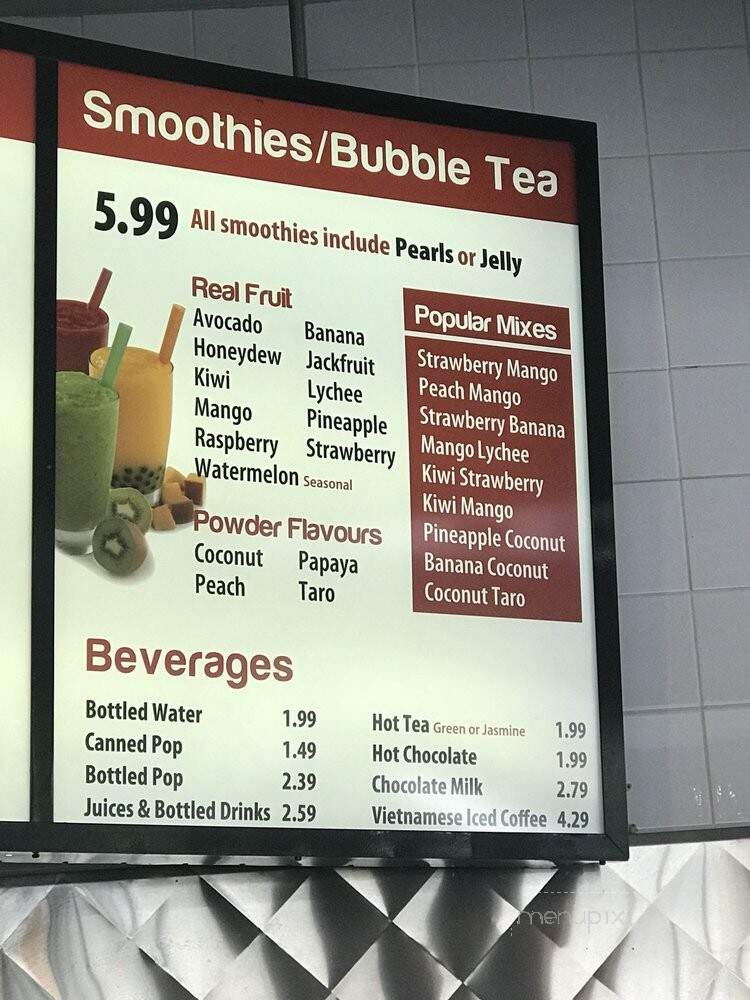 Smoothies/Bubble Tea
5.99 All smoothies include Pearls or Jelly
Real Fruit
Avocado Banana
Honeydew Jackfruit
Kiwi Lychee
Mango Pineapple
Raspberry Strawberry
Watermelon Seasonal
Powder Flavours
Coconut Papaya
Peach Taro
Popular Mixes
Strawberry Mango
Peach Mango
Strawberry Banana
Mango Lychee
Kiwi Strawberry
Kiwi Mango
Pineapple Coconut
Banana Coconut
Coconut Taro
Beverages
Bottled Water 1.99
Canned Pop 1.49
Bottled Pop 2.39
Juices & Bottled Drinks 2.59
Hot Tea Green or Jasmine 1.99
Hot Chocolate 1.99
Chocolate Milk 2.79
Vietnamese Iced Coffee 4.29
menupix